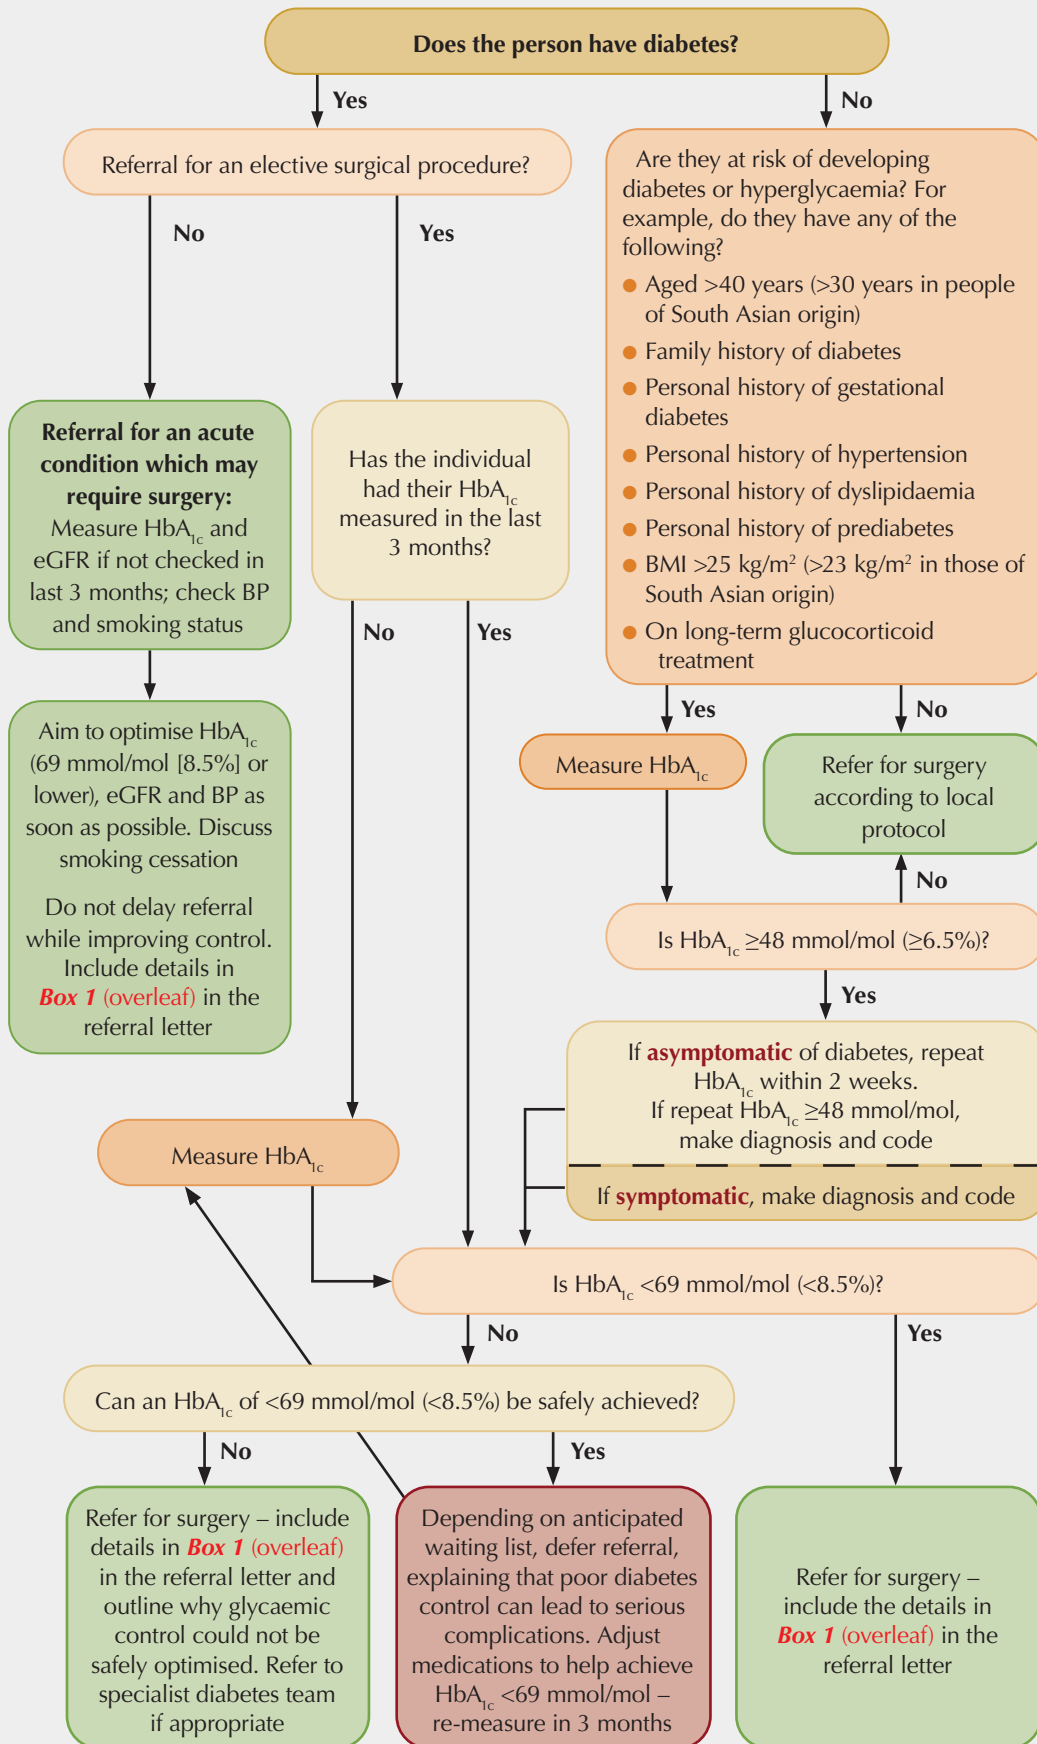 Does the person have diabetes?
Yes
No
Referral for an elective surgical procedure?
No
Yes
Are they at risk of developing
diabetes or hyperglycaemia? For
example, do they have any of the
following?
● Aged >40 years (>30 years in people
of South Asian origin)
● Family history of diabetes
● Personal history of gestational
diabetes
● Personal history of hypertension
● Personal history of dyslipidaemia
● Personal history of prediabetes
● BMI >25 kg/m² (>23 kg/m² in those of
South Asian origin)
● On long-term glucocorticoid
treatment
Referral for an acute
condition which may
require surgery:
Measure HbA1c and
eGFR if not checked in
last 3 months; check BP
and smoking status
Has the individual
had their HbA1c
measured in the last
3 months?
No
Yes
Yes
No
Aim to optimise HbA1c
(69 mmol/mol [8.5%] or
lower), eGFR and BP as
soon as possible. Discuss
smoking cessation
Do not delay referral
while improving control.
Include details in
Box 1 (overleaf) in the
referral letter
Measure HbA1c
Refer for surgery
according to local
protocol
No
Is HbA1c ≥48 mmol/mol (≥6.5%)?
Yes
If asymptomatic of diabetes, repeat
HbA1c within 2 weeks.
If repeat HbA1c ≥48 mmol/mol,
make diagnosis and code
If symptomatic, make diagnosis and code
Measure HbA1c
Is HbA1c <69 mmol/mol (<8.5%)?
No
Yes
Can an HbA1c of <69 mmol/mol (<8.5%) be safely achieved?
No
Yes
Refer for surgery – include
details in Box 1 (overleaf)
in the referral letter and
outline why glycaemic
control could not be
safely optimised. Refer to
specialist diabetes team
if appropriate
Depending on anticipated
waiting list, defer referral,
explaining that poor diabetes
control can lead to serious
complications. Adjust
medications to help achieve
HbA1c <69 mmol/mol –
re-measure in 3 months
Refer for surgery –
include the details in
Box 1 (overleaf) in the
referral letter